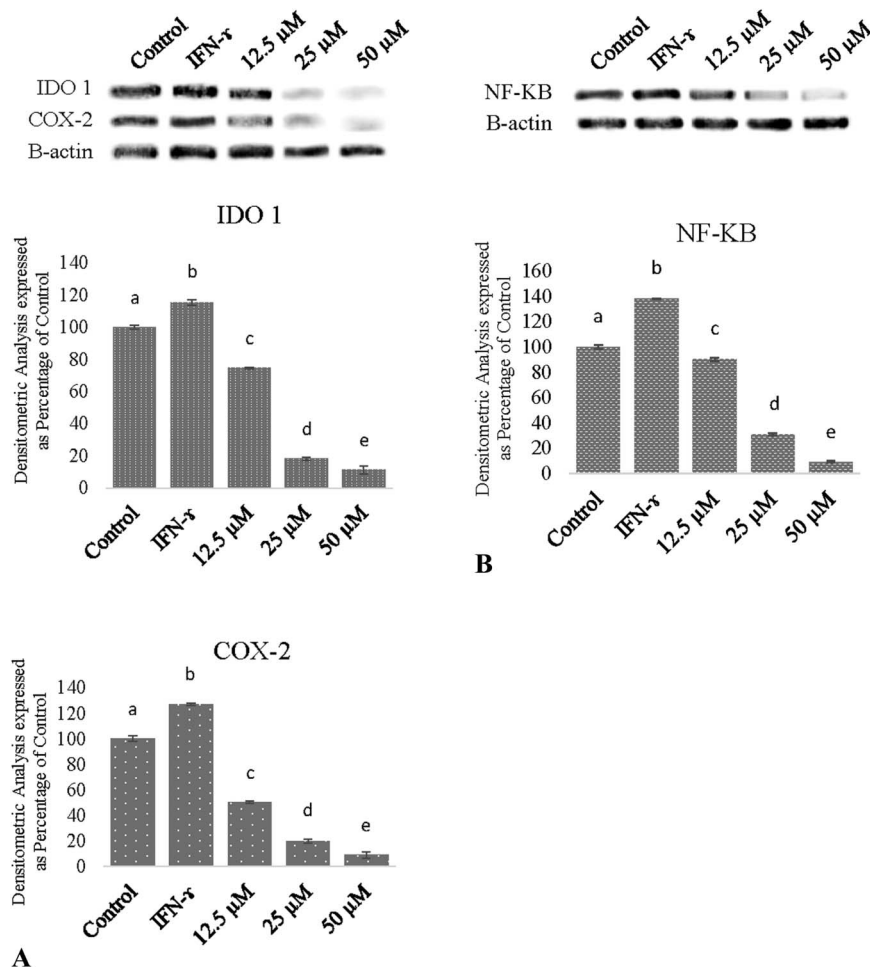 Control IFN-ɤ 12.5 µM 25 µM 50 µM
IDO 1
COX-2
B-actin
IDO 1
Densitometric Analysis expressed
as Percentage of Control
140
120
100
80
60
40
20
0
a b c d e
Control IFN-ɤ 12.5 µM 25 µM 50 µM
COX-2
Densitometric Analysis expressed
as Percentage of Control
140
120
100
80
60
40
20
0
a b c d e
Control IFN-ɤ 12.5 µM 25 µM 50 µM
A
Control IFN-ɤ 12.5 µM 25 µM 50 µM
NF-KB
B-actin
NF-KB
Densitometric Analysis expressed
as Percentage of Control
160
140
120
100
80
60
40
20
0
a b c d e
Control IFN-ɤ 12.5 µM 25 µM 50 µM
B